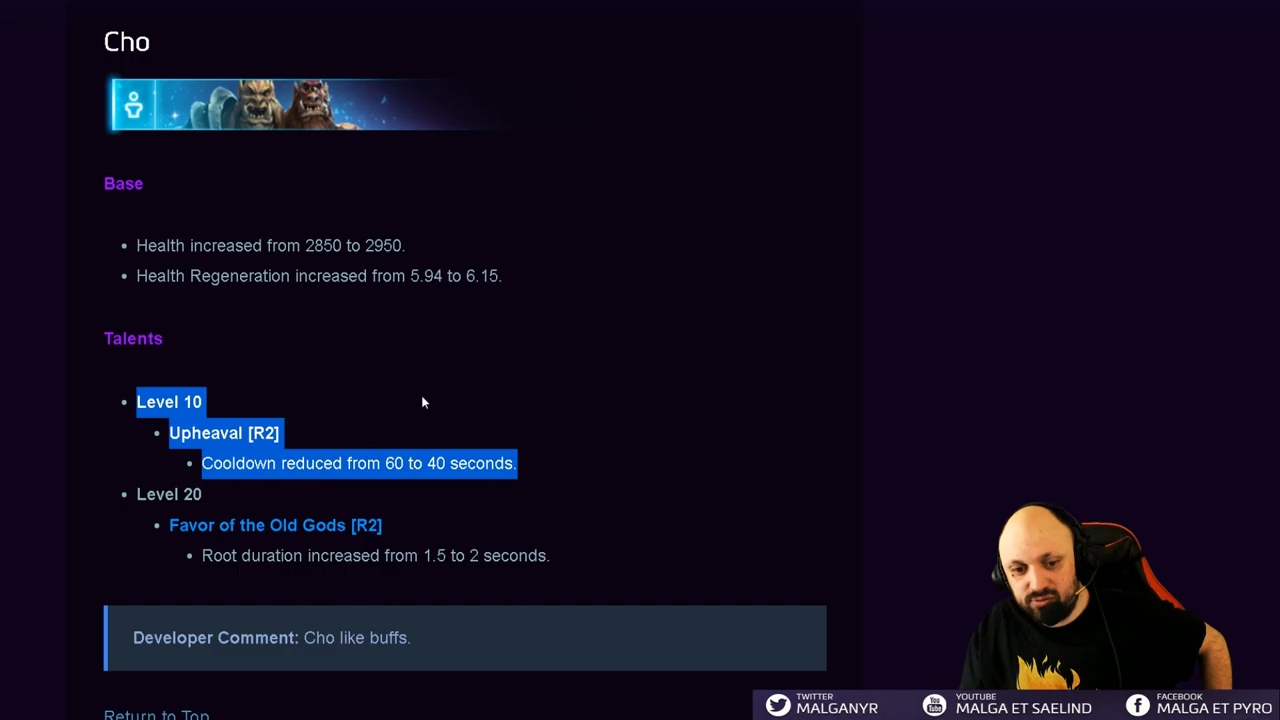 Cho
Base
Health increased from 2850 to 2950.
Health Regeneration increased from 5.94 to 6.15.
Talents
Level 10
Upheaval [R2]
Cooldown reduced from 60 to 40 seconds.
Level 20
Favor of the Old Gods [R2]
Root duration increased from 1.5 to 2 seconds.
Developer Comment: Cho like buffs.
Return to Top
TWITTER
MALGANYR
YOUTUBE
MALGA ET SAELIND
FACEBOOK
MALGA ET PYRO